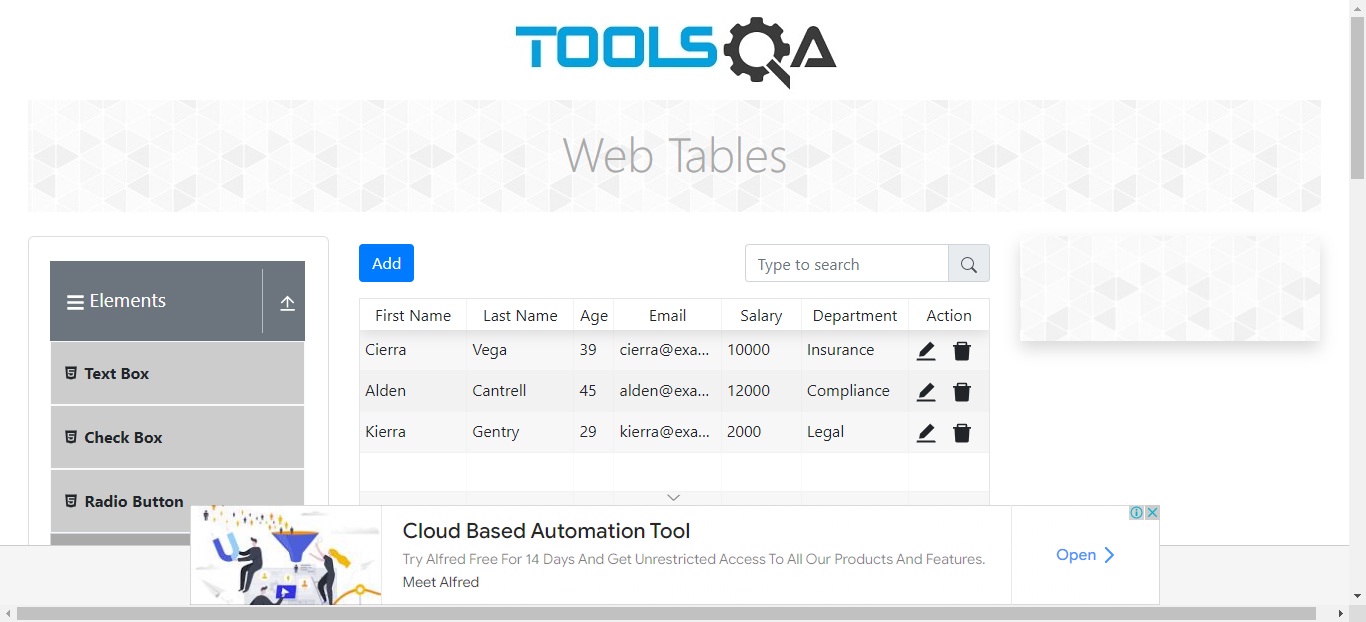 TOOLSQA
Web Tables
Elements
Text Box
Check Box
Radio Button
Add
Type to search
First Name Last Name Age Email Salary Department Action
Cierra Vega 39 cierra@exa... 10000 Insurance
Alden Cantrell 45 alden@exa... 12000 Compliance
Kierra Gentry 29 kierra@exa... 2000 Legal
Cloud Based Automation Tool
Try Alfred Free For 14 Days And Get Unrestricted Access To All Our Products And Features.
Meet Alfred
Open